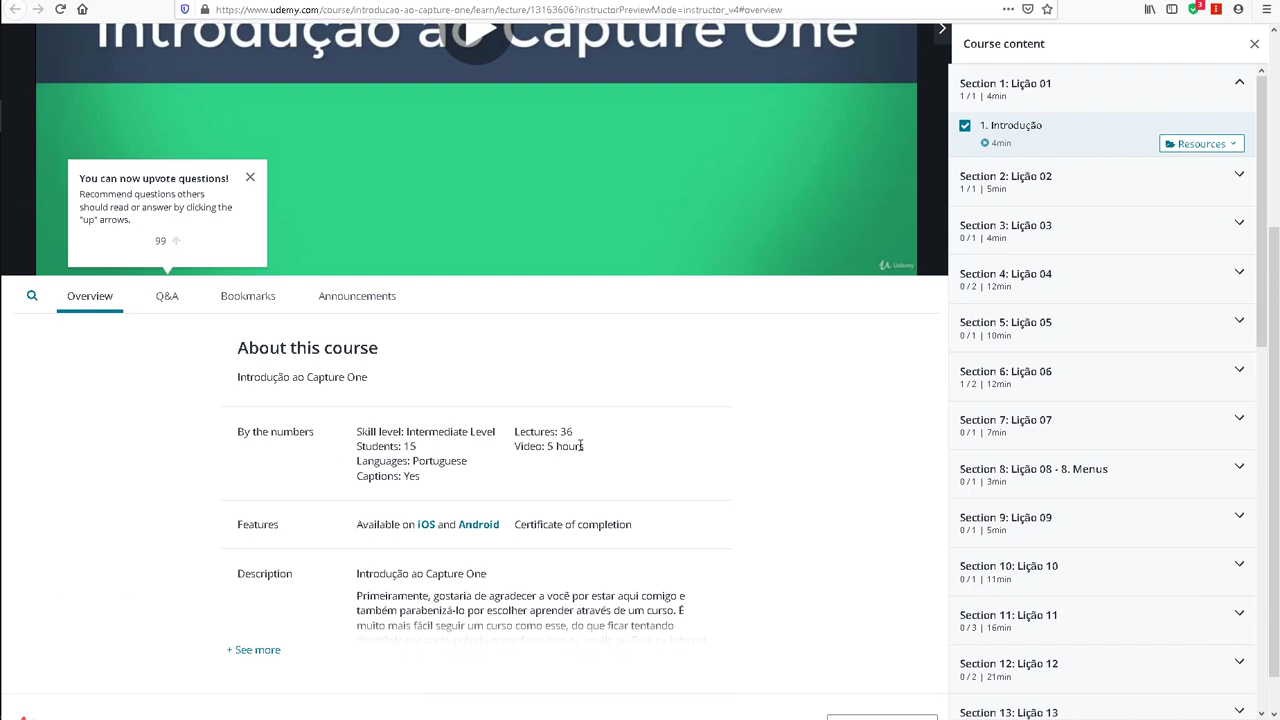 https://www.udemy.com/course/introducao-ao-capture-one/learn/lecture/13163606?instructorPreviewMode=instructor_v4#overview
3
Introdução ao Capture One
Udemy
You can now upvote questions!
Recommend questions others
should read or answer by clicking the
"up" arrows.
99
Overview
Q&A
Bookmarks
Announcements
About this course
Introdução ao Capture One
By the numbers
Skill level: Intermediate Level
Students: 15
Languages: Portuguese
Captions: Yes
Lectures: 36
Video: 5 hours
Features
Available on iOS and Android
Certificate of completion
Description
Introdução ao Capture One
Primeiramente, gostaria de agradecer a você por estar aqui comigo e
também parabenizá-lo por escolher aprender através de um curso. É
muito mais fácil seguir um curso como esse, do que ficar tentando
+ See more
Course content
Section 1: Lição 01
1 / 1 | 4min
1. Introdução
4min
Resources
Section 2: Lição 02
1 / 1 | 5min
Section 3: Lição 03
0 / 1 | 4min
Section 4: Lição 04
0 / 2 | 12min
Section 5: Lição 05
0 / 1 | 10min
Section 6: Lição 06
1 / 2 | 12min
Section 7: Lição 07
0 / 1 | 7min
Section 8: Lição 08 - 8. Menus
0 / 1 | 3min
Section 9: Lição 09
0 / 1 | 5min
Section 10: Lição 10
0 / 1 | 11min
Section 11: Lição 11
0 / 3 | 16min
Section 12: Lição 12
0 / 2 | 21min
Section 13: Lição 13